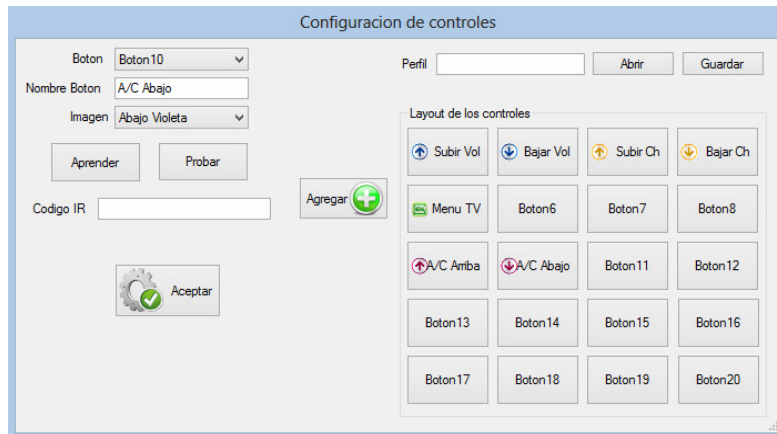 Configuracion de controles
Boton Boton10
Nombre Boton A/C Abajo
Imagen Abajo Violeta
Aprender Probar
Codigo IR
Agregar
Aceptar
Perfil Abrir Guardar
Layout de los controles
Subir Vol Bajar Vol Subir Ch Bajar Ch
Menu TV Boton6 Boton7 Boton8
A/C Arriba A/C Abajo Boton11 Boton12
Boton13 Boton14 Boton15 Boton16
Boton17 Boton18 Boton19 Boton20